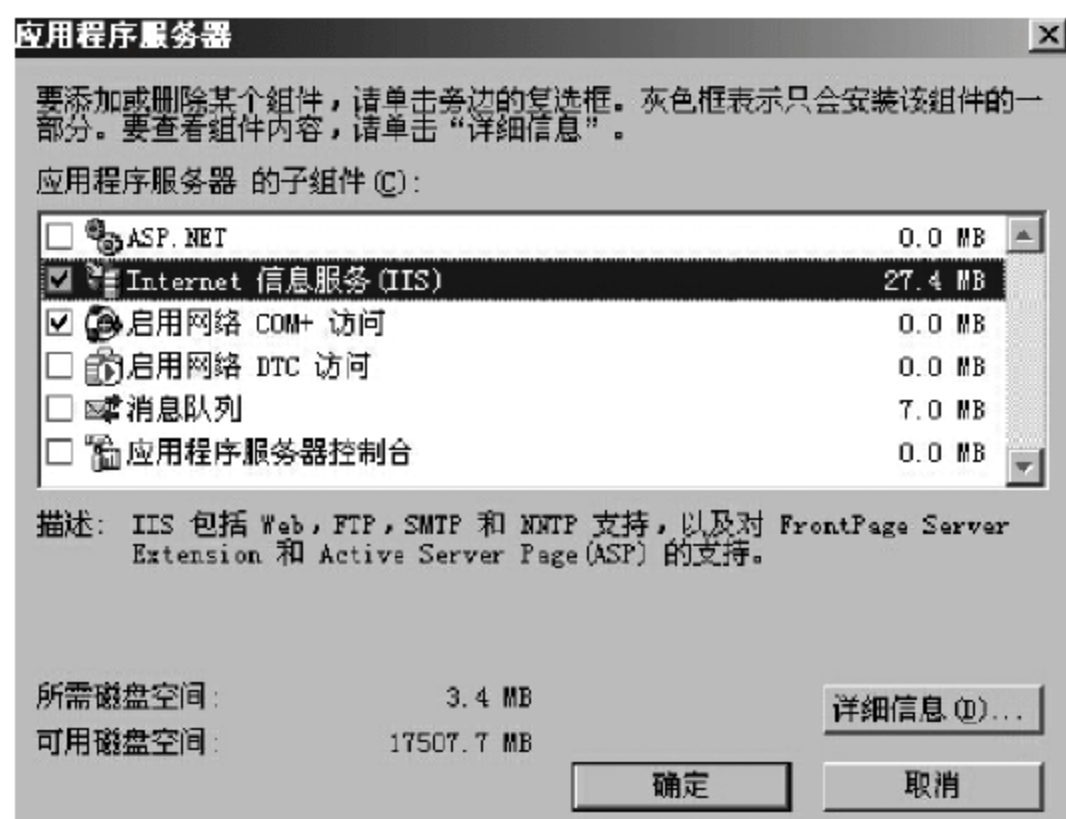 应用程序服务器
要添加或删除某个组件，请单击旁边的复选框。灰色框表示只会安装该组件的一
部分。要查看组件内容，请单击“详细信息”。
应用程序服务器 的子组件(C):
ASP.NET 0.0 MB
Internet 信息服务(IIS) 27.4 MB
启用网络 COM+ 访问 0.0 MB
启用网络 DTC 访问 0.0 MB
消息队列 7.0 MB
应用程序服务器控制台 0.0 MB
描述: IIS 包括 Web，FTP，SMTP 和 NNTP 支持，以及对 FrontPage Server
Extension 和 Active Server Page(ASP) 的支持。
所需磁盘空间: 3.4 MB
详细信息(D)...
可用磁盘空间: 17507.7 MB
确定 取消